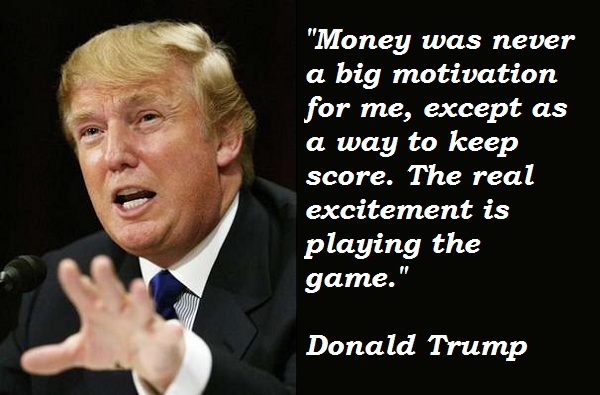 "Money was never
a big motivation
for me, except as
a way to keep
score. The real
excitement is
playing the
game."
Donald Trump